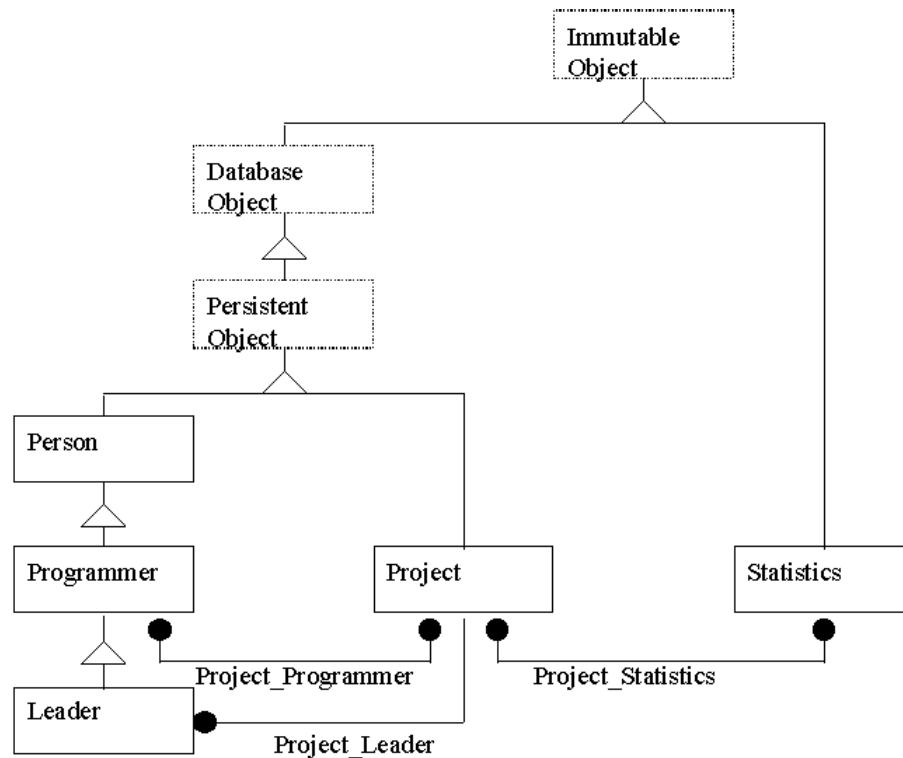 Immutable
Object
Database
Object
Persistent
Object
Person
Programmer
Project
Statistics
Project_Programmer
Project_Statistics
Leader
Project_Leader